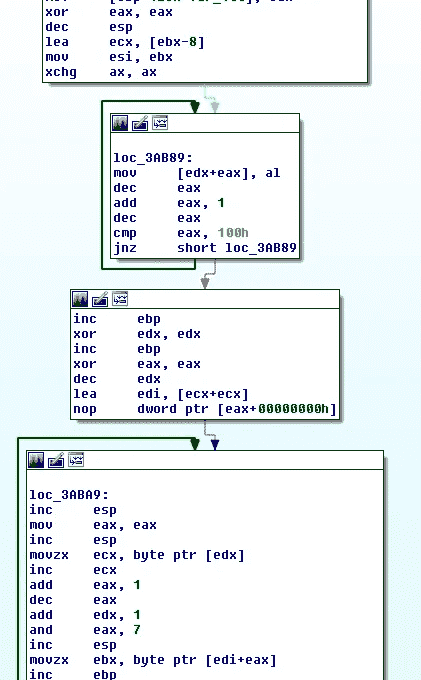 xor eax, eax
dec esp
lea ecx, [ebx-8]
mov esi, ebx
xchg ax, ax
loc_3AB89:
mov [edx+eax], al
dec eax
add eax, 1
dec eax
cmp eax, 100h
jnz short loc_3AB89
inc ebp
xor edx, edx
inc ebp
xor eax, eax
dec edx
lea edi, [ecx+ecx]
nop dword ptr [eax+00000000h]
loc_3ABA9:
inc esp
mov eax, eax
inc esp
movzx ecx, byte ptr [edx]
inc ecx
add eax, 1
dec eax
add edx, 1
and eax, 7
inc esp
movzx ebx, byte ptr [edi+eax]
inc ebp